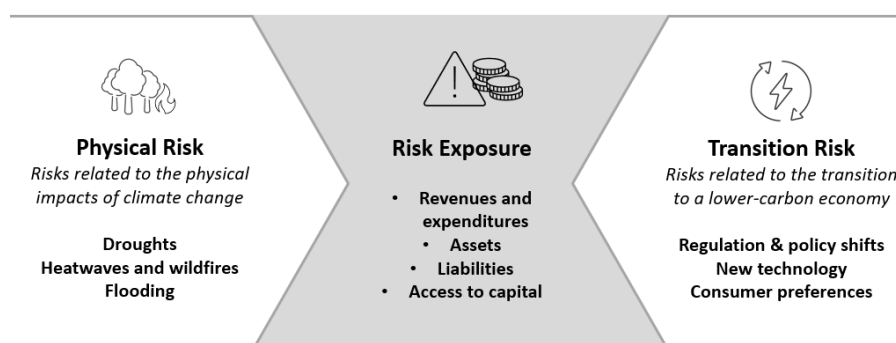 Physical Risk
Risks related to the physical
impacts of climate change
Droughts
Heatwaves and wildfires
Flooding
Risk Exposure
• Revenues and
expenditures
• Assets
• Liabilities
• Access to capital
Transition Risk
Risks related to the transition
to a lower-carbon economy
Regulation & policy shifts
New technology
Consumer preferences